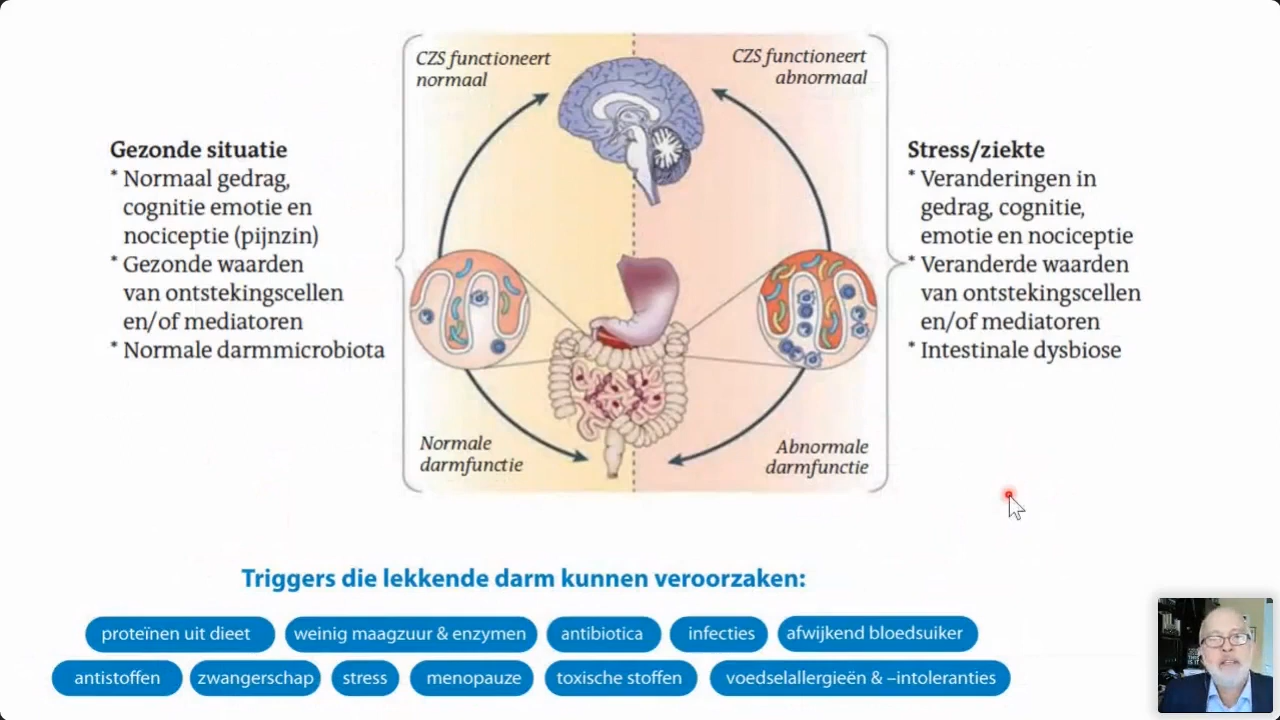 CZS functioneert
normaal
CZS functioneert
abnormaal
Gezonde situatie
* Normaal gedrag,
cognitie emotie en
nociceptie (pijnzin)
* Gezonde waarden
van ontstekingscellen
en/of mediatoren
* Normale darmmicrobiota
Stress/ziekte
* Veranderingen in
gedrag, cognitie,
emotie en nociceptie
* Veranderde waarden
van ontstekingscellen
en/of mediatoren
* Intestinale dysbiose
Normale
darmfunctie
Abnormale
darmfunctie
Triggers die lekkende darm kunnen veroorzaken:
proteïnen uit dieet
weinig maagzuur & enzymen
antibiotica
infecties
afwijkend bloedsuiker
antistoffen
zwangerschap
stress
menopauze
toxische stoffen
voedselallergieën & –intoleranties